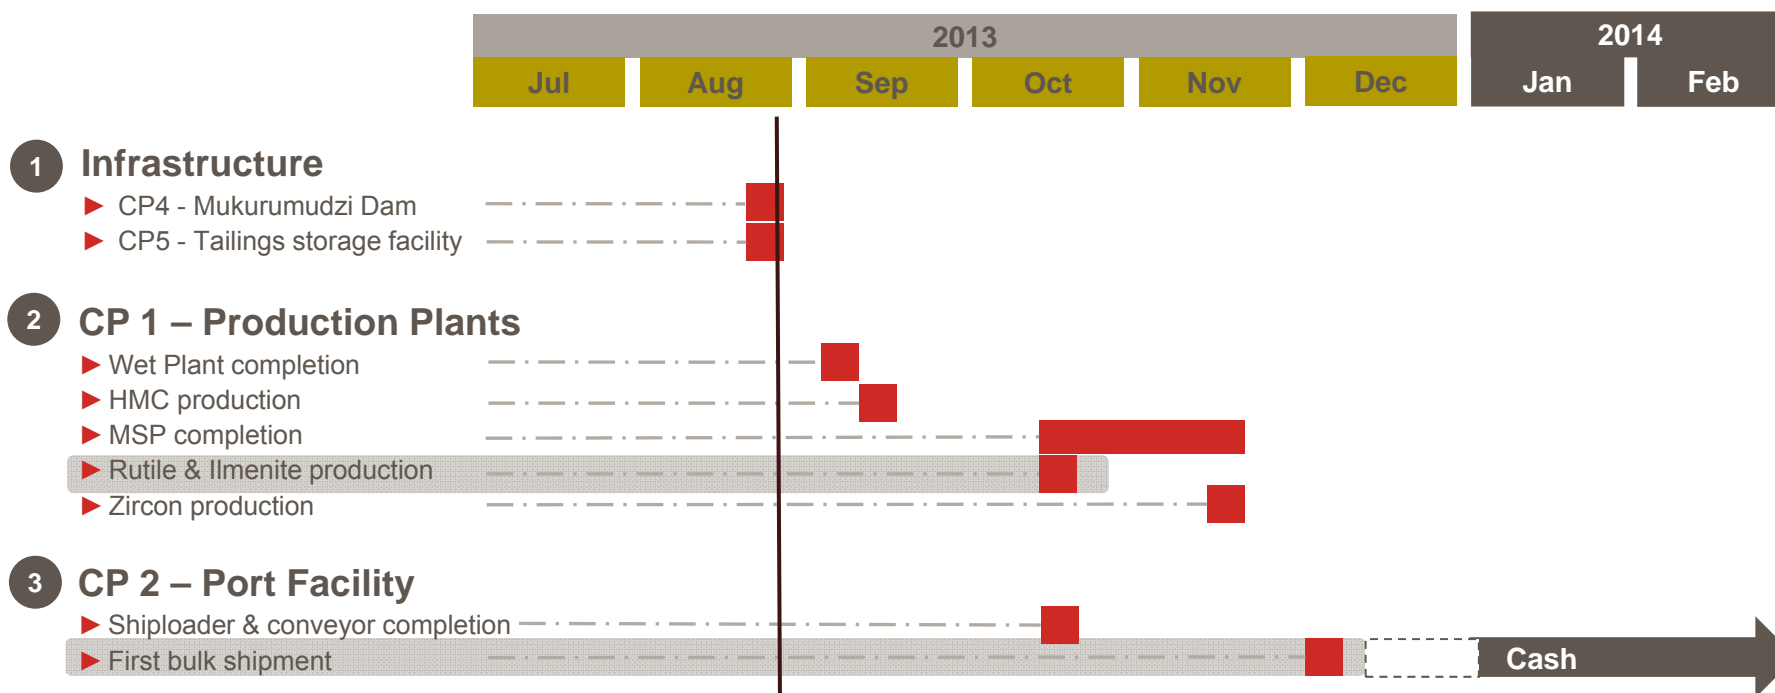 2013
2014
Jul Aug Sep Oct Nov Dec Jan Feb
1 Infrastructure
CP4 - Mukurumudzi Dam
CP5 - Tailings storage facility
2 CP 1 – Production Plants
Wet Plant completion
HMC production
MSP completion
Rutile & Ilmenite production
Zircon production
3 CP 2 – Port Facility
Shiploader & conveyor completion
First bulk shipment
Cash